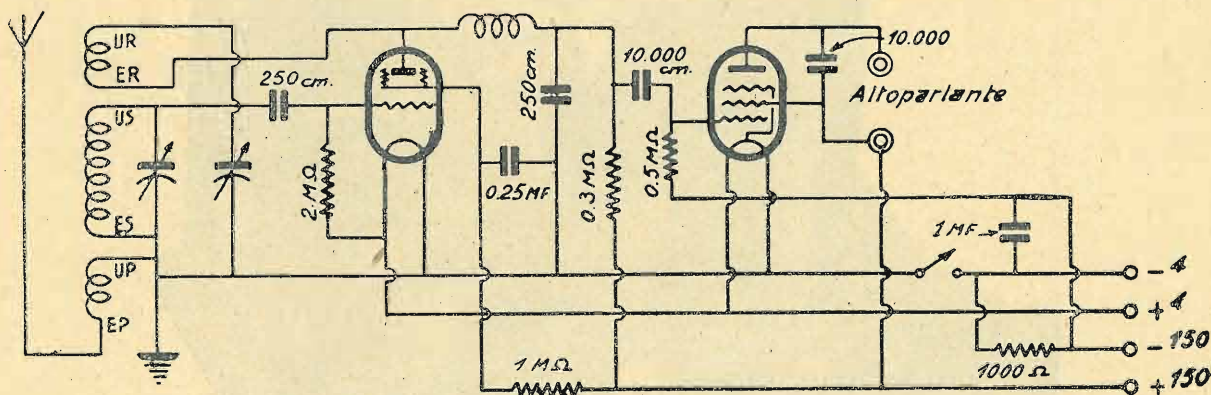 UR
ER
US
ES
UP
EP
250 cm.
2 MΩ
0.25 MF
250 cm.
10.000
cm.
0.3 MΩ
0.5 MΩ
10.000
Altoparlante
1 MF
- 4
+ 4
- 150
+ 150
1 MΩ
1000 Ω